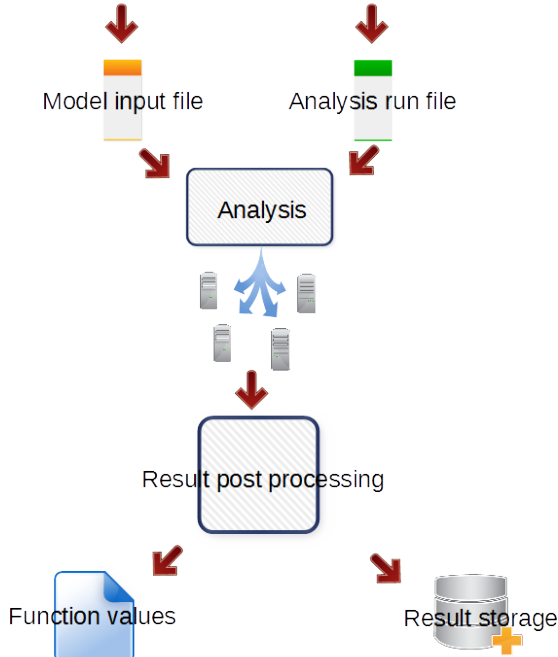 Model input file
Analysis run file
Analysis
Result post processing
Function values
Result storage